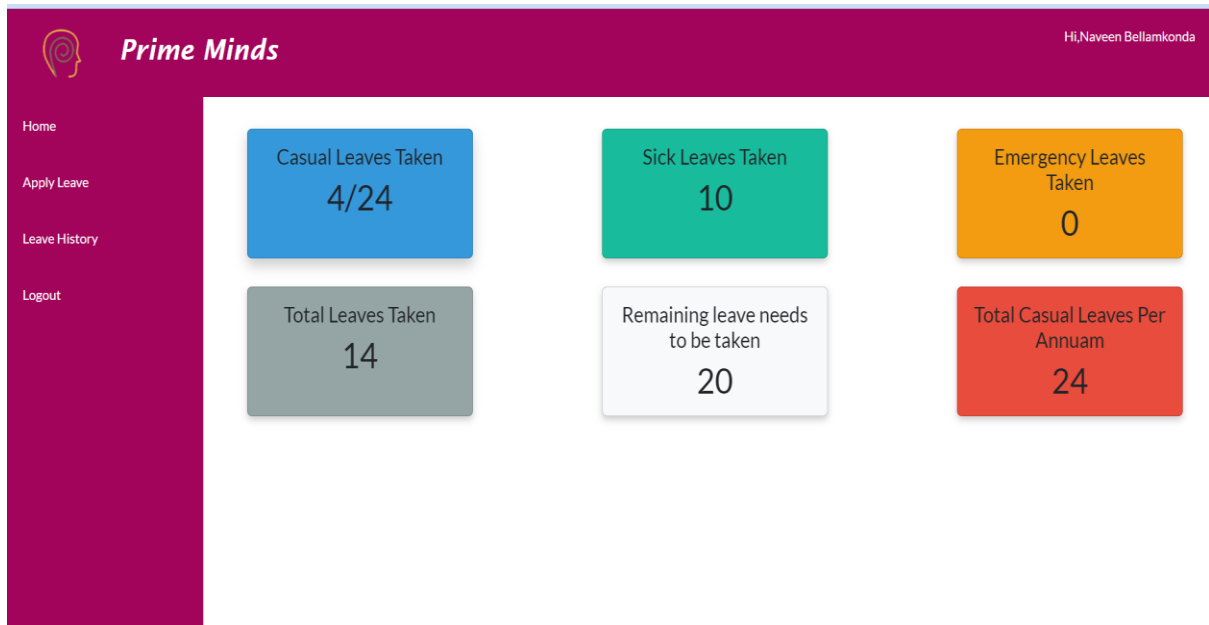 Prime Minds
Hi,Naveen Bellamkonda
Home
Apply Leave
Leave History
Logout
Casual Leaves Taken
4/24
Sick Leaves Taken
10
Emergency Leaves
Taken
0
Total Leaves Taken
14
Remaining leave needs
to be taken
20
Total Casual Leaves Per
Annuam
24